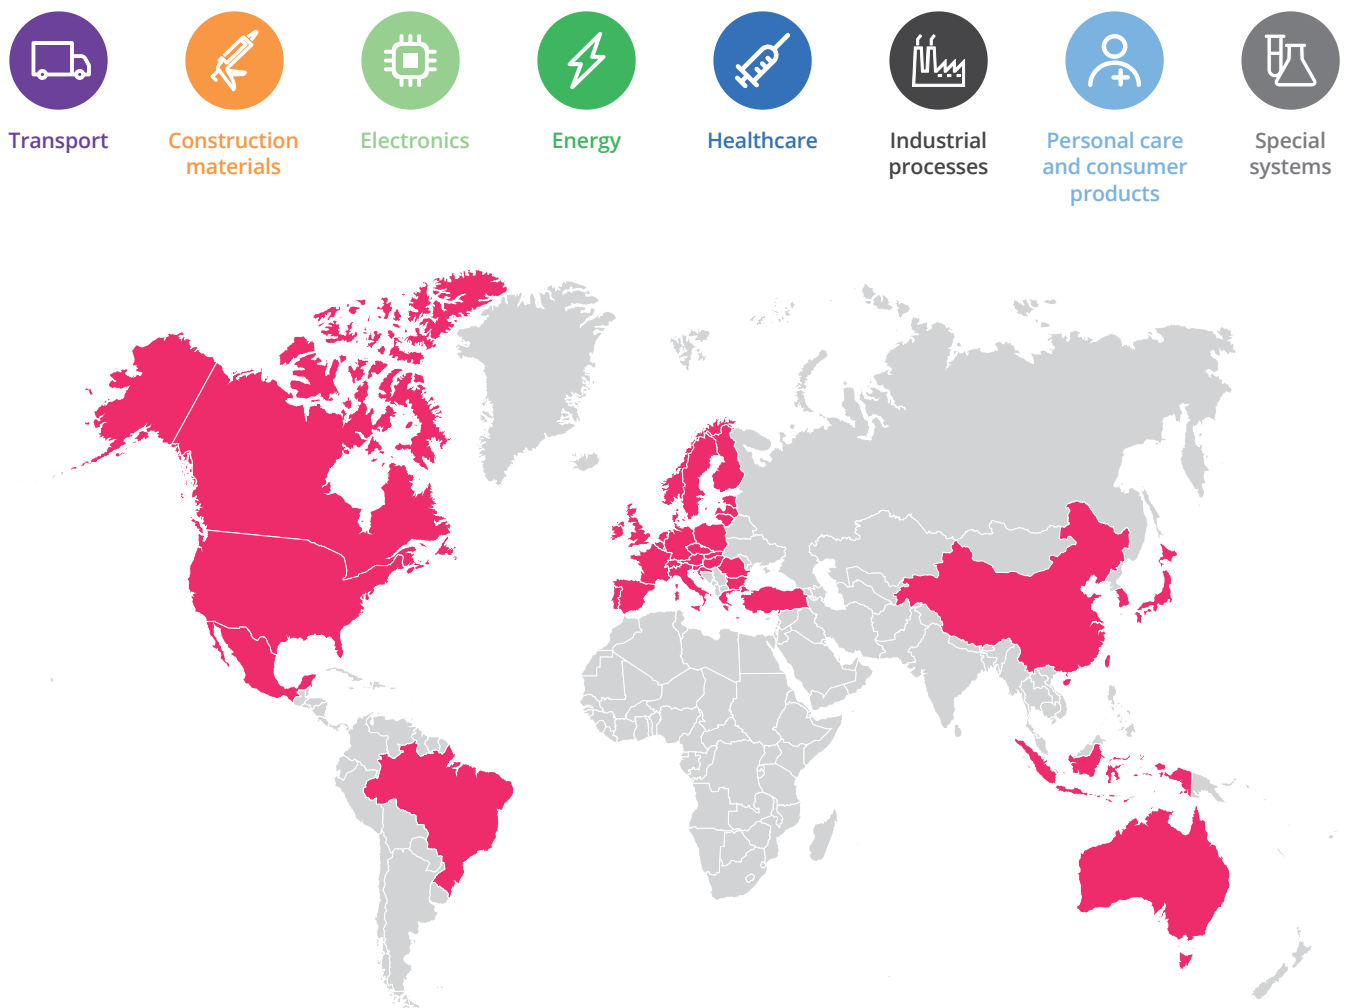 Transport
Construction
materials
Electronics
Energy
Healthcare
Industrial
processes
Personal care
and consumer
products
Special
systems